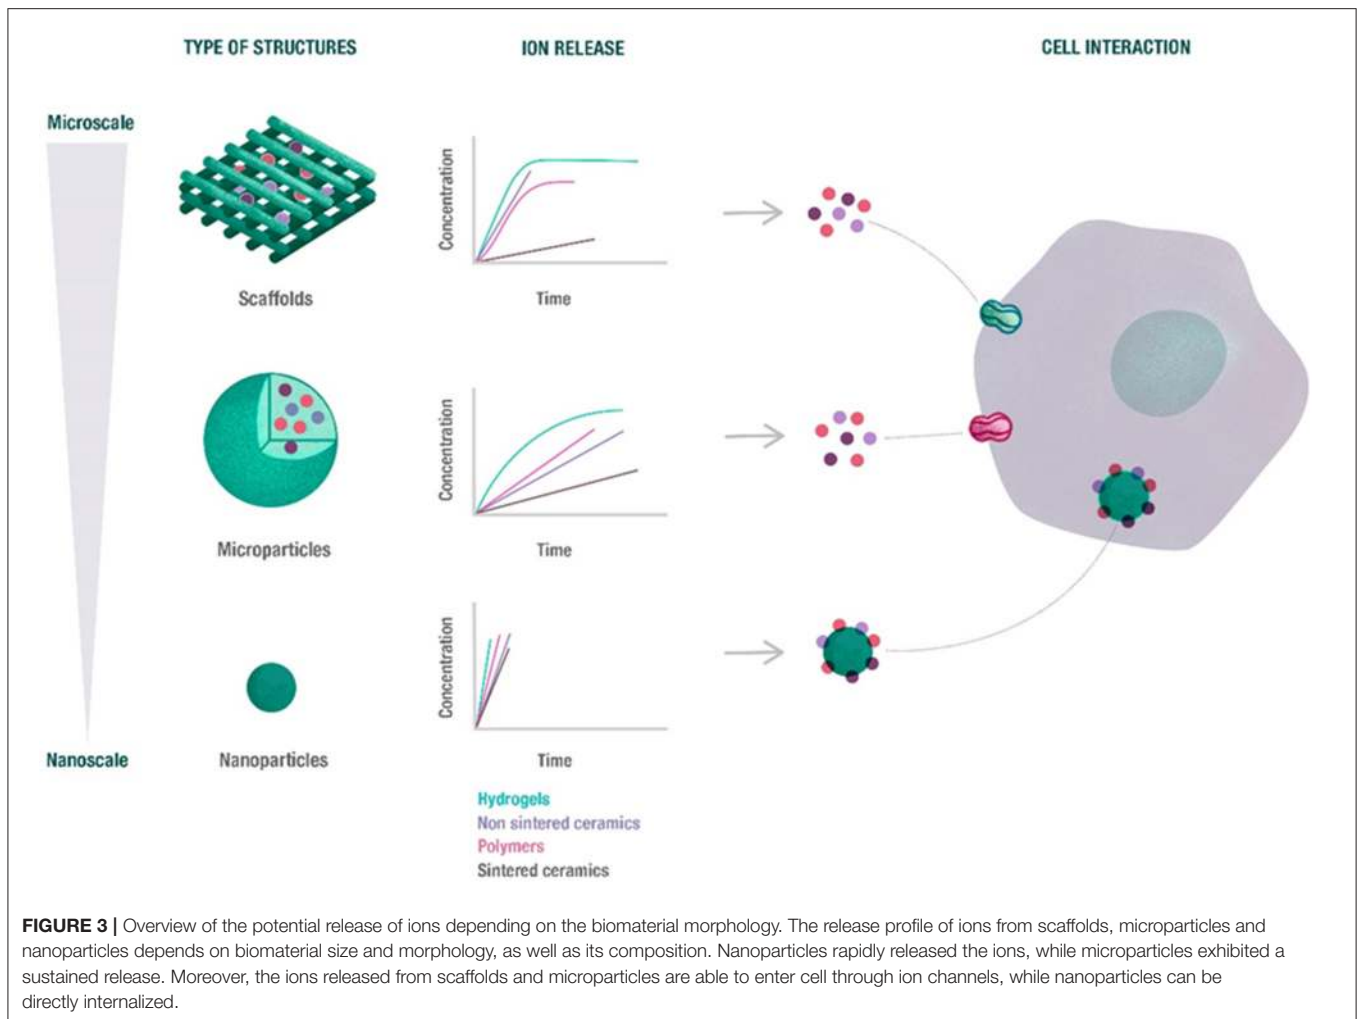 TYPE OF STRUCTURES
ION RELEASE
CELL INTERACTION
Microscale
Concentration
Scaffolds
Time
Concentration
Microparticles
Time
Concentration
Nanoscale
Nanoparticles
Time
Hydrogels
Non sintered ceramics
Polymers
Sintered ceramics
FIGURE 3 | Overview of the potential release of ions depending on the biomaterial morphology. The release profile of ions from scaffolds, microparticles and
nanoparticles depends on biomaterial size and morphology, as well as its composition. Nanoparticles rapidly released the ions, while microparticles exhibited a
sustained release. Moreover, the ions released from scaffolds and microparticles are able to enter cell through ion channels, while nanoparticles can be
directly internalized.